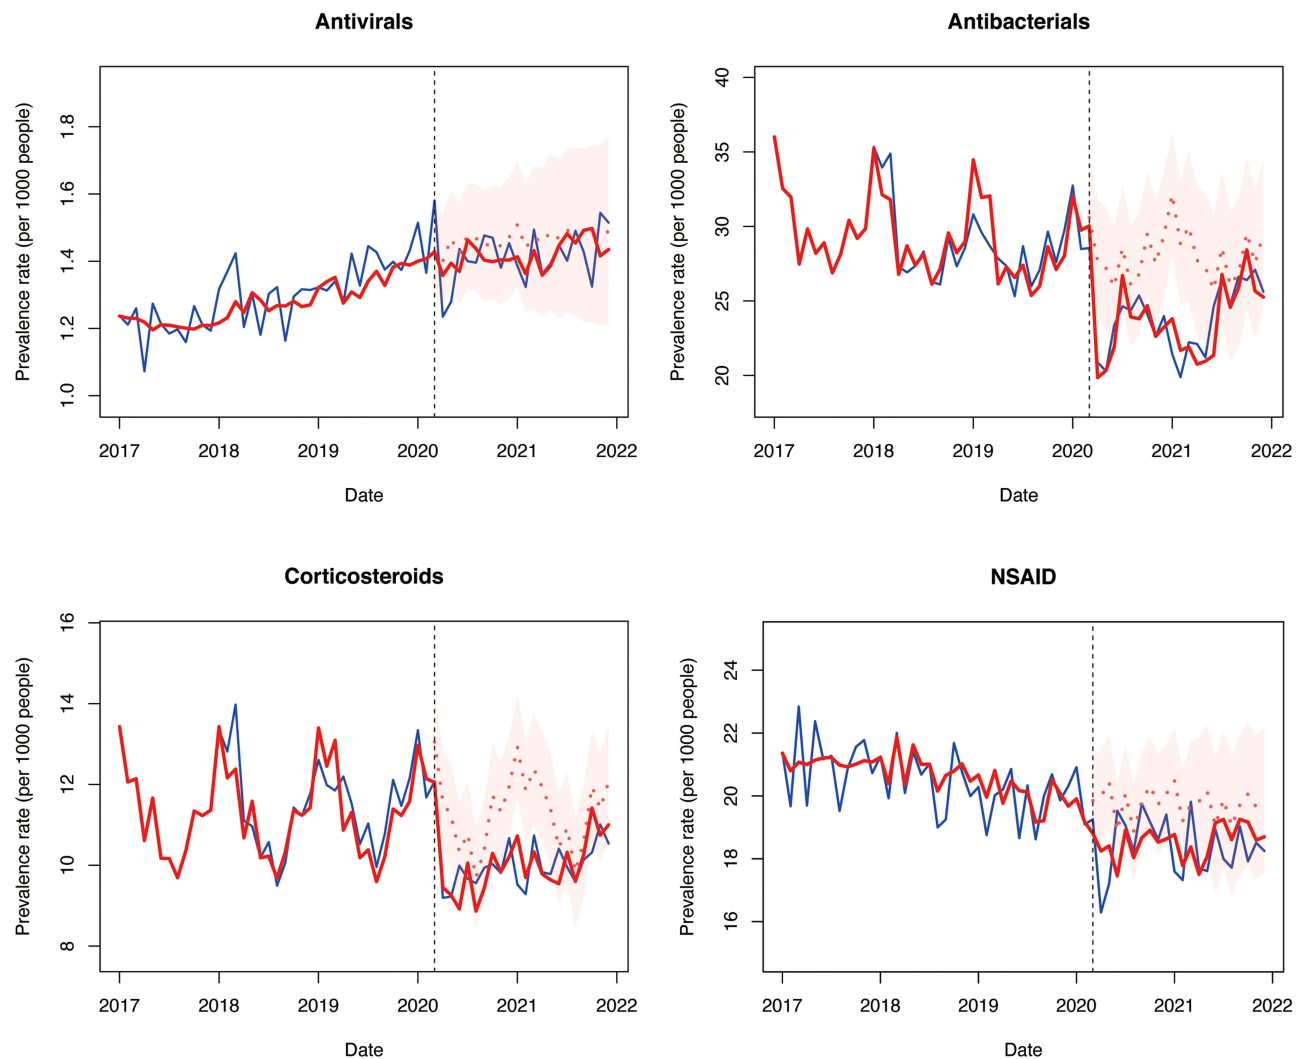 Antivirals
Prevalence rate (per 1000 people)
1.8
1.6
1.4
1.2
1.0
2017 2018 2019 2020 2021 2022
Date
Antibacterials
Prevalence rate (per 1000 people)
40
35
30
25
20
2017 2018 2019 2020 2021 2022
Date
Corticosteroids
Prevalence rate (per 1000 people)
16
14
12
10
8
2017 2018 2019 2020 2021 2022
Date
NSAID
Prevalence rate (per 1000 people)
24
22
20
18
16
2017 2018 2019 2020 2021 2022
Date